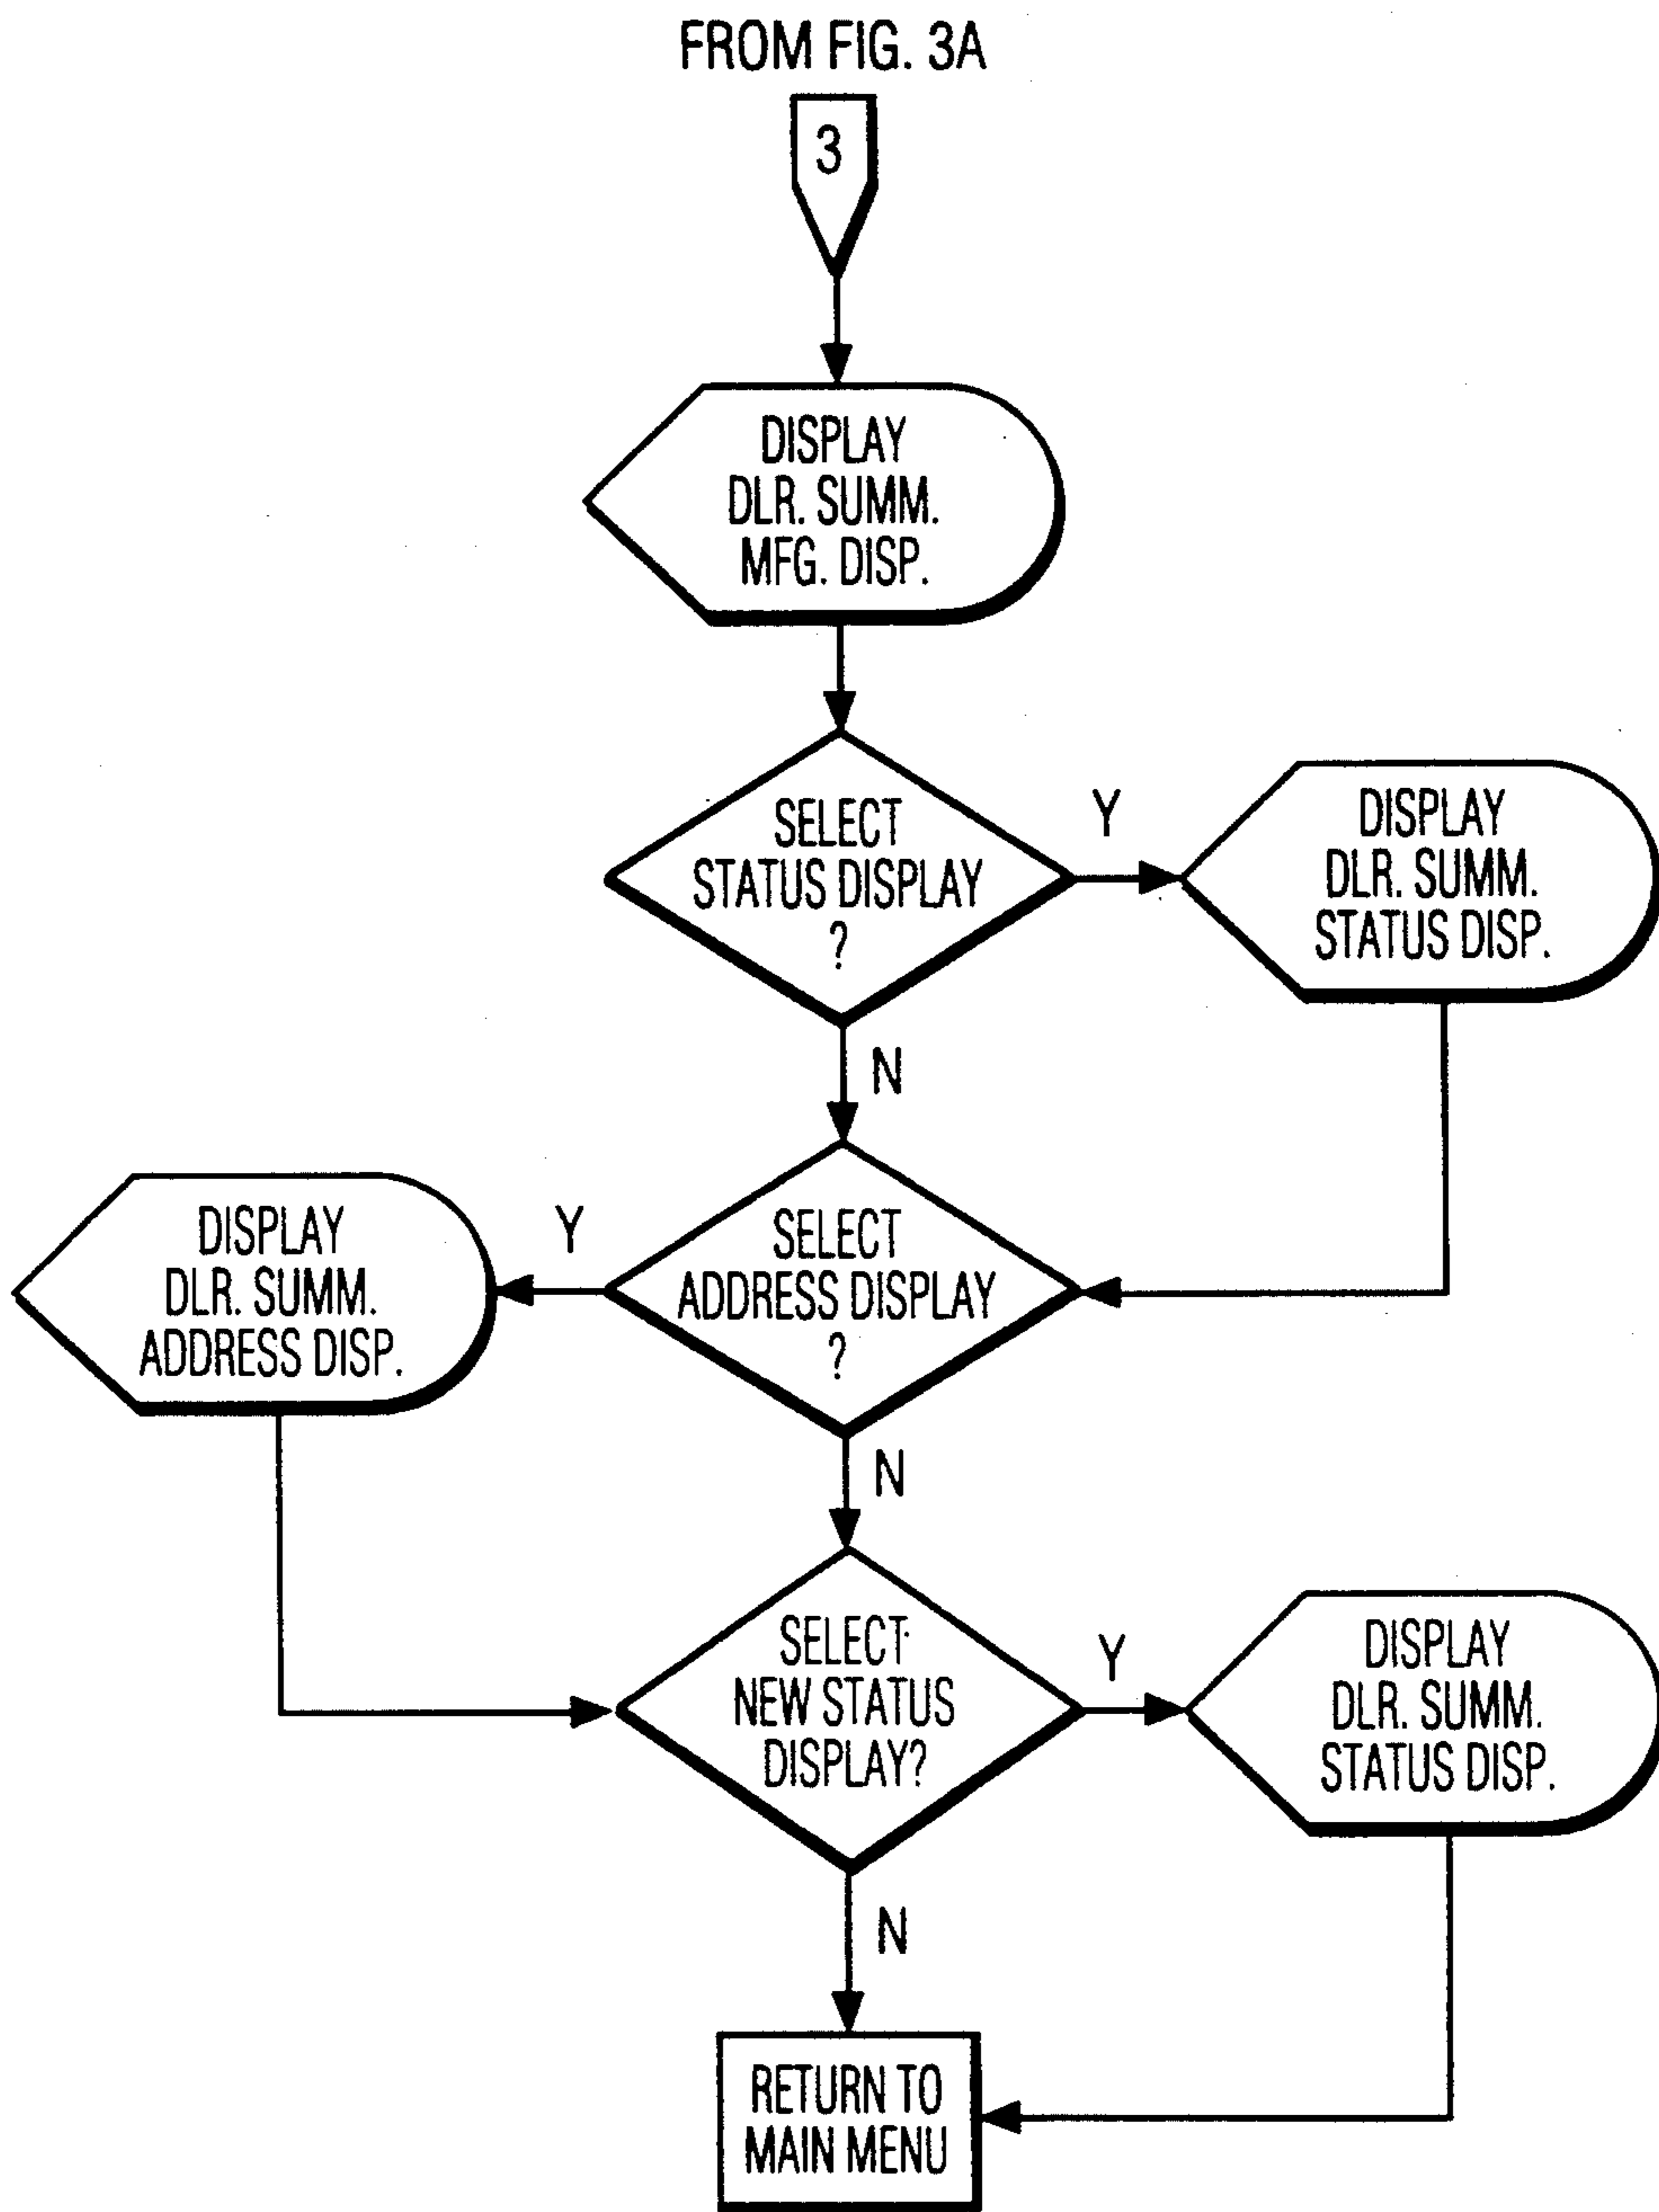 FROM FIG. 3A
3
DISPLAY
DLR. SUMM.
MFG. DISP.
SELECT
STATUS DISPLAY
?
Y
DISPLAY
DLR. SUMM.
STATUS DISP.
N
SELECT
ADDRESS DISPLAY
?
Y
DISPLAY
DLR. SUMM.
ADDRESS DISP.
N
SELECT
NEW STATUS
DISPLAY?
Y
DISPLAY
DLR. SUMM.
STATUS DISP.
N
RETURN TO
MAIN MENU